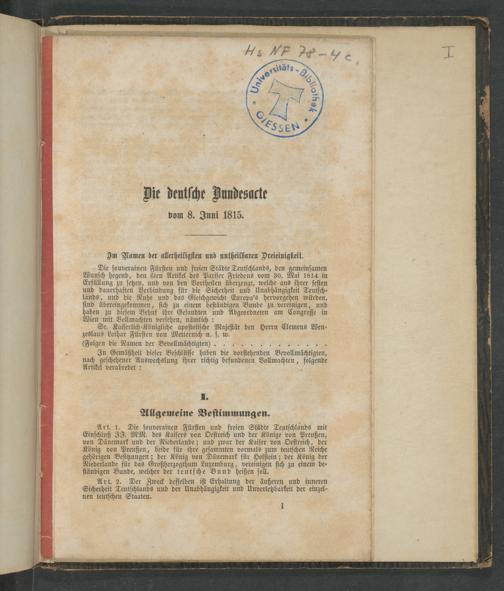 Hs NF 78-4c.
I
Universitäts-Bibliothek
GIESSEN
Die deutsche Bundesacte
vom 8. Juni 1815.
Im Namen der allerheiligsten und untheilbaren Dreieinigkeit.
Die souverainen Fürsten und freien Städte Teutschlands, den gemeinsamen
Wunsch hegend, den 6ten Artikel des Pariser Friedens vom 30. Mai 1814 in
Erfüllung zu setzen, und von den Vortheilen überzeugt, welche aus ihrer festen
und dauerhaften Verbindung für die Sicherheit und Unabhängigkeit Teutsch-
lands, und die Ruhe und das Gleichgewicht Europa's hervorgehen würden,
sind übereingekommen, sich zu einem beständigen Bunde zu vereinigen, und
haben zu diesem Behuf ihre Gesandten und Abgeordneten am Congresse in
Wien mit Vollmachten versehen, nämlich:
Se. Kaiserlich-Königliche apostolische Majestät den Herrn Clemens Wen-
zeslaus Lothar Fürsten von Metternich u. s. w.
(Folgen die Namen der Bevollmächtigten) . . . . . . . . . . .
In Gemäßheit dieser Beschlüsse haben die vorstehenden Bevollmächtigten,
nach geschehener Auswechslung ihrer richtig befundenen Vollmachten, folgende
Artikel verabredet:
I.
Allgemeine Bestimmungen.
Art. 1. Die souverainen Fürsten und freien Städte Teutschlands mit
Einschluß JJ. MM. des Kaisers von Oestreich und der Könige von Preußen,
von Dänemark und der Niederlande; und zwar der Kaiser von Oestreich, der
König von Preußen, beide für ihre gesammten vormals zum teutschen Reiche
gehörigen Besitzungen; der König von Dänemark für Holstein; der König der
Niederlande für das Großherzogthum Luxemburg, vereinigen sich zu einem be-
ständigen Bunde, welcher der teutsche Bund heißen soll.
Art. 2. Der Zweck desselben ist Erhaltung der äußeren und inneren
Sicherheit Teutschlands und der Unabhängigkeit und Unverletzbarkeit der einzel-
nen teutschen Staaten.
1